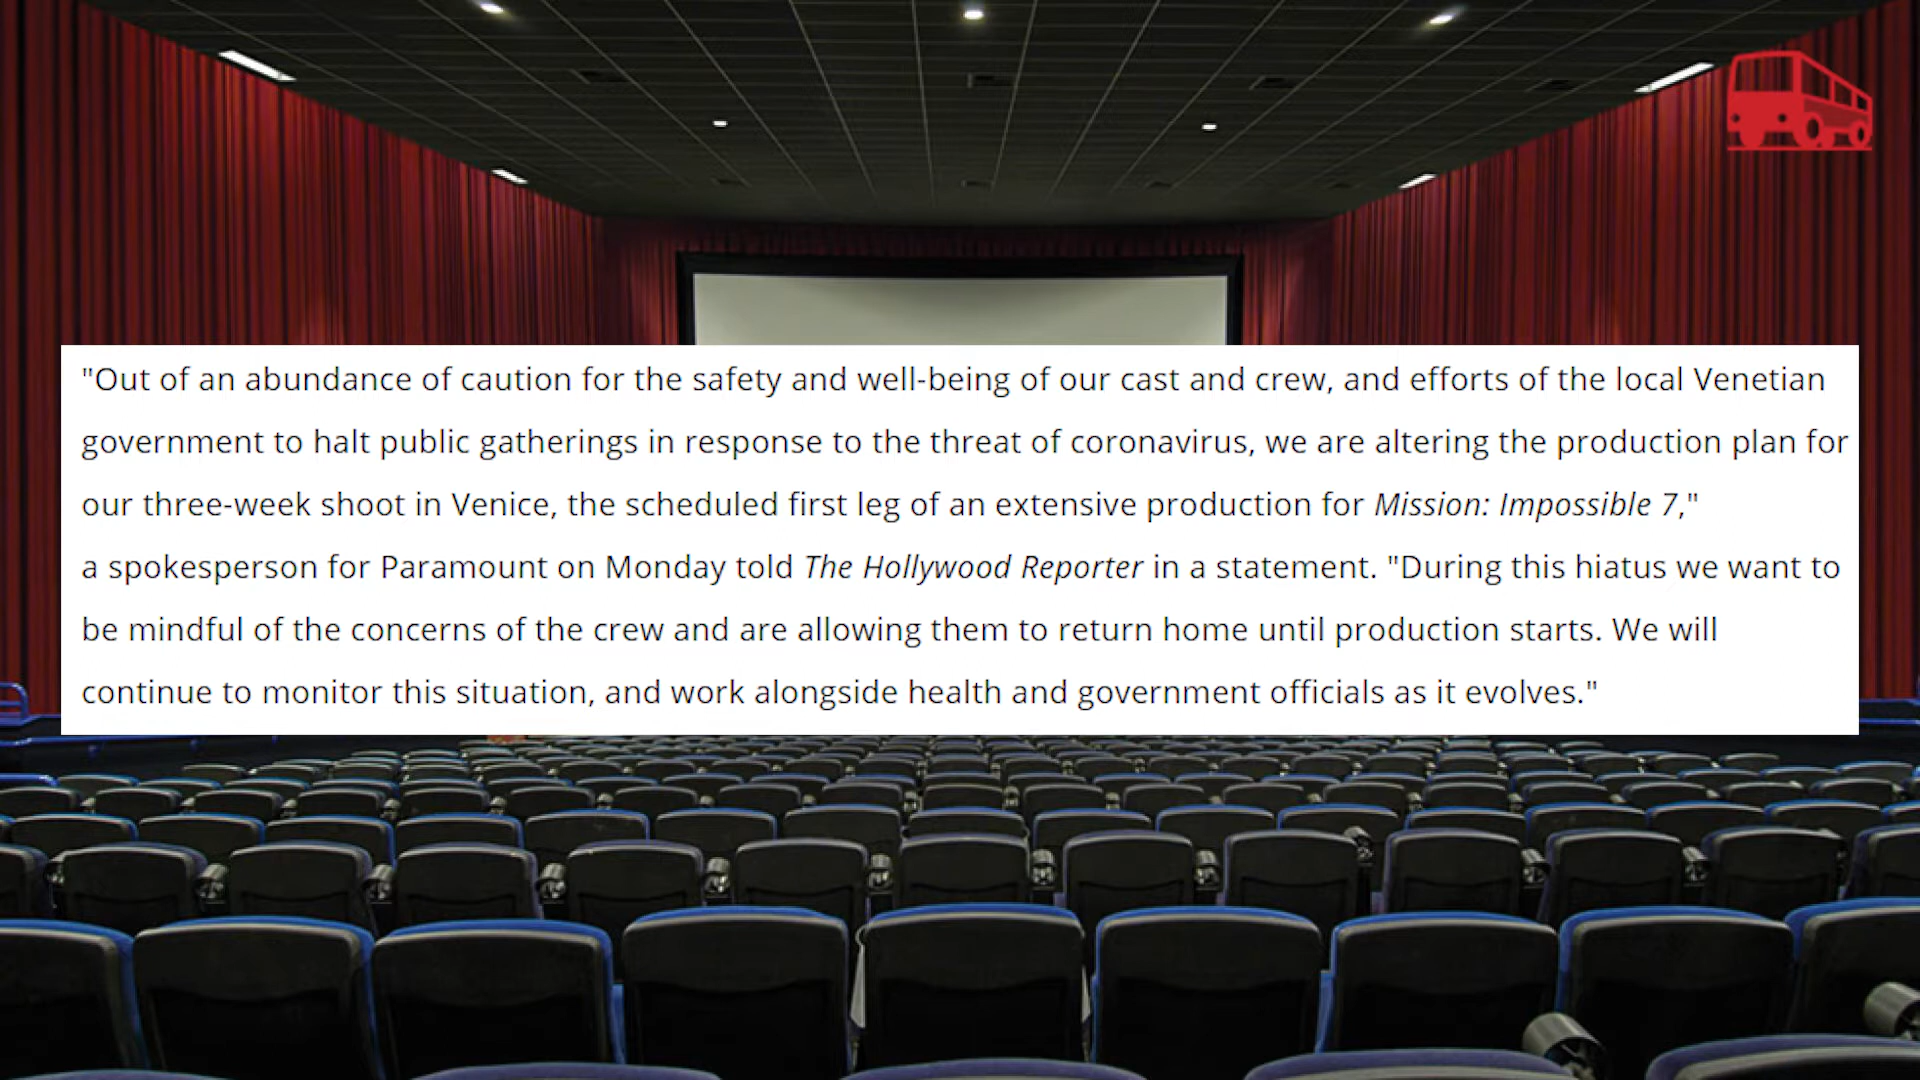 "Out of an abundance of caution for the safety and well-being of our cast and crew, and efforts of the local Venetian
government to halt public gatherings in response to the threat of coronavirus, we are altering the production plan for
our three-week shoot in Venice, the scheduled first leg of an extensive production for Mission: Impossible 7,"
a spokesperson for Paramount on Monday told The Hollywood Reporter in a statement. "During this hiatus we want to
be mindful of the concerns of the crew and are allowing them to return home until production starts. We will
continue to monitor this situation, and work alongside health and government officials as it evolves."